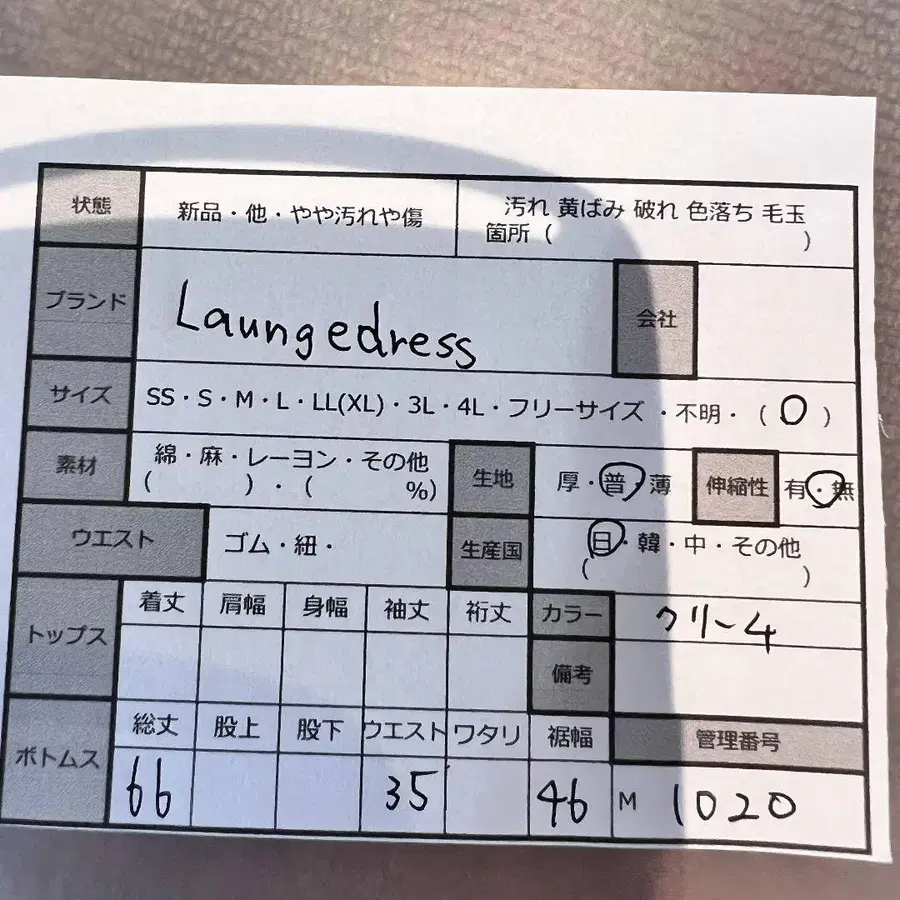 状態 新品・他・やや汚れや傷 汚れ 黄ばみ 破れ 色落ち 毛玉
箇所 ( )
ブランド Laungedress 会社
サイズ SS・S・M・L・LL(XL)・3L・4L・フリーサイズ ・不明・ ( 0 )
素材 綿・麻・レーヨン・その他 生地 厚・普・薄 伸縮性 有・無
( )・( %)
ウエスト ゴム・紐・ 生産国 日・韓・中・その他
( )
トップス 着丈 肩幅 身幅 袖丈 裄丈 カラー クリーム
備考
ボトムス 総丈 股上 股下 ウエスト ワタリ 裾幅 管理番号
66 35 46 M 1020